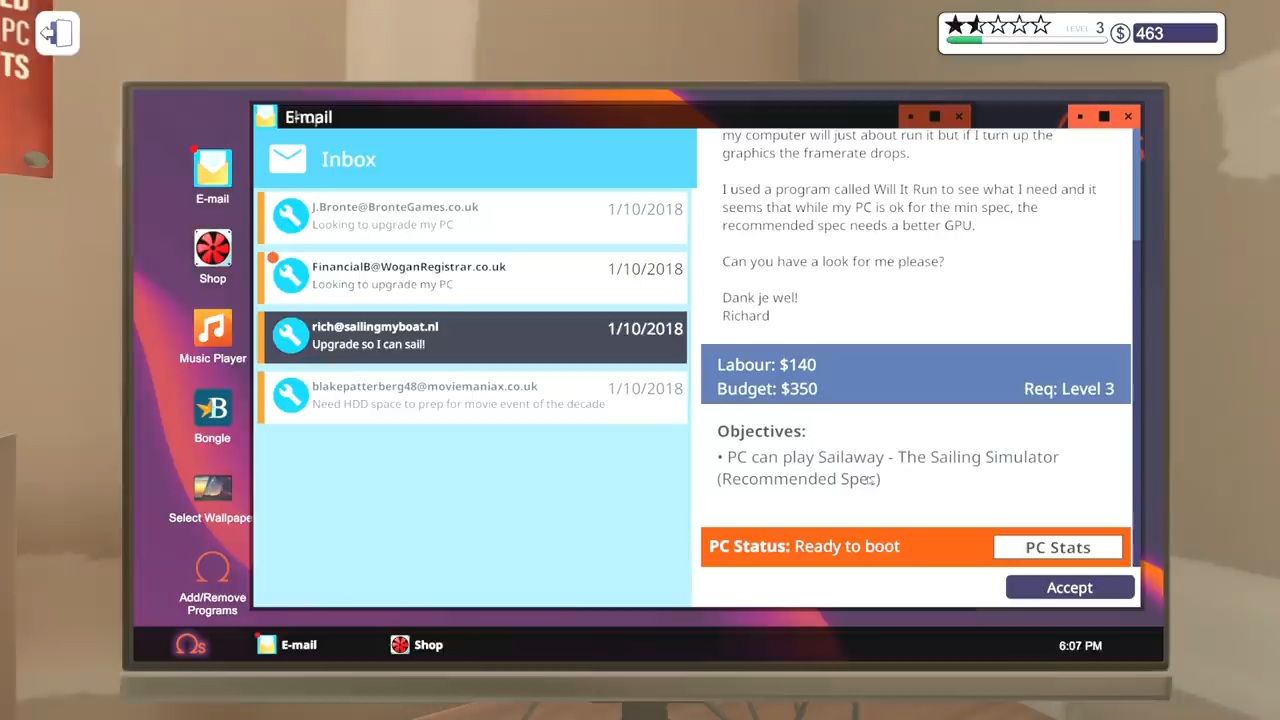 PC
TS
LEVEL 3
$ 463
E-mail
Inbox
J.Bronte@BronteGames.co.uk
1/10/2018
Looking to upgrade my PC
FinancialB@WoganRegistrar.co.uk
1/10/2018
Looking to upgrade my PC
rich@sailingmyboat.nl
1/10/2018
Upgrade so I can sail!
blakepatterberg48@moviemaniax.co.uk
1/10/2018
Need HDD space to prep for movie event of the decade
E-mail
Shop
Music Player
B
Bongle
Select Wallpape
Add/Remove
Programs
my computer will just about run it but if I turn up the
graphics the framerate drops.
I used a program called Will It Run to see what I need and it
seems that while my PC is ok for the min spec, the
recommended spec needs a better GPU.
Can you have a look for me please?
Dank je wel!
Richard
Labour: $140
Budget: $350
Req: Level 3
Objectives:
• PC can play Sailaway - The Sailing Simulator
(Recommended Spec)
PC Status: Ready to boot
PC Stats
Accept
Ωs
E-mail
Shop
6:07 PM